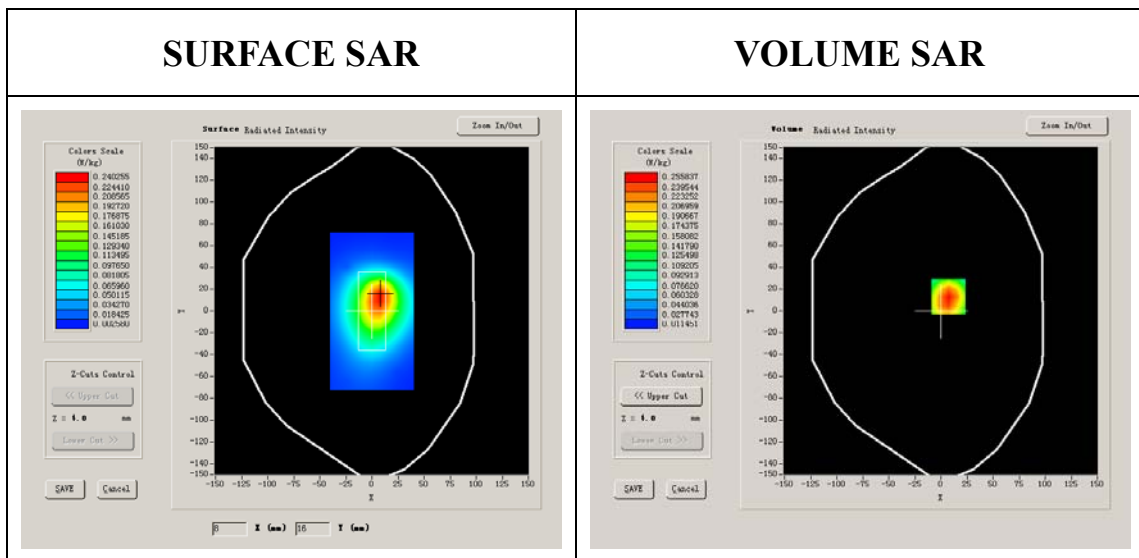 SURFACE SAR
VOLUME SAR
Surface Radiated Intensity
Zoom In/Out
Colors Scale
(W/kg)
0.240255
0.224410
0.208565
0.192720
0.176875
0.161030
0.145185
0.129340
0.113495
0.097650
0.081805
0.065960
0.050115
0.034270
0.018425
0.002580
150
140
120
100
80
60
40
20
0
-20
-40
-60
-80
-100
-120
-140
-150
Y
-150 -125 -100 -75 -50 -25 0 25 50 75 100 125 150
X
Z-Cuts Control
<< Upper Cut
Z = 4.0 mm
Lower Cut >>
SAVE Cancel
8 X (mm) 16 Y (mm)
Volume Radiated Intensity
Zoom In/Out
Colors Scale
(W/kg)
0.255837
0.239544
0.223252
0.206959
0.190667
0.174375
0.158082
0.141790
0.125498
0.109205
0.092913
0.076620
0.060328
0.044036
0.027743
0.011451
150
140
120
100
80
60
40
20
0
-20
-40
-60
-80
-100
-120
-140
-150
Y
-150 -125 -100 -75 -50 -25 0 25 50 75 100 125 150
X
Z-Cuts Control
<< Upper Cut
Z = 4.0 mm
Lower Cut >>
SAVE Cancel